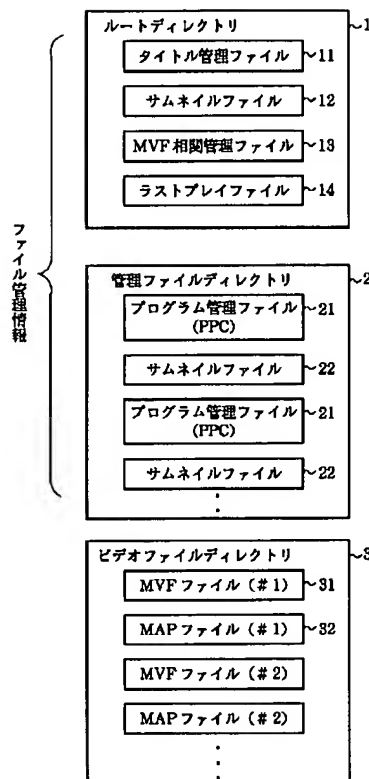 ルートディレクトリ ～1
タイトル管理ファイル ～11
サムネイルファイル ～12
MVF相関管理ファイル ～13
ラストプレイファイル ～14
ファイル管理情報
管理ファイルディレクトリ ～2
プログラム管理ファイル ～21
(PPC)
サムネイルファイル ～22
プログラム管理ファイル ～21
(PPC)
サムネイルファイル ～22
ビデオファイルディレクトリ ～3
MVFファイル (#1) ～31
MAPファイル (#1) ～32
MVFファイル (#2)
MAPファイル (#2)